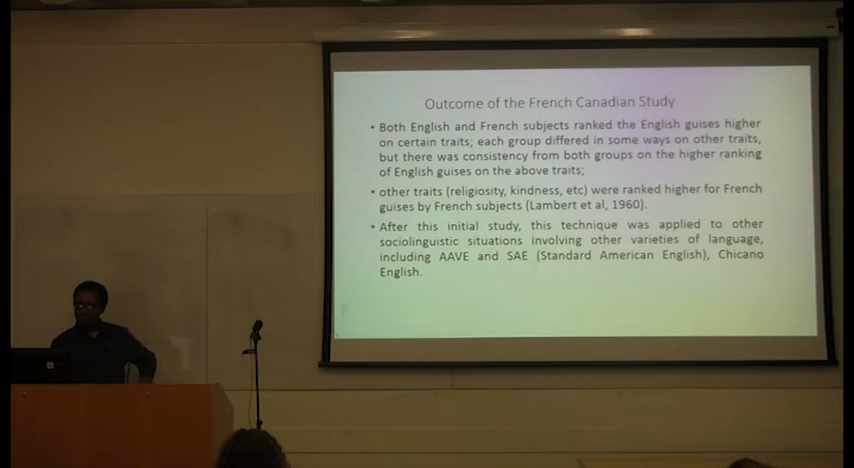 Outcome of the French Canadian Study
• Both English and French subjects ranked the English guises higher
on certain traits; each group differed in some ways on other traits,
but there was consistency from both groups on the higher ranking
of English guises on the above traits;
• other traits (religiosity, kindness, etc) were ranked higher for French
guises by French subjects (Lambert et al, 1960).
• After this initial study, this technique was applied to other
sociolinguistic situations involving other varieties of language,
including AAVE and SAE (Standard American English), Chicano
English.